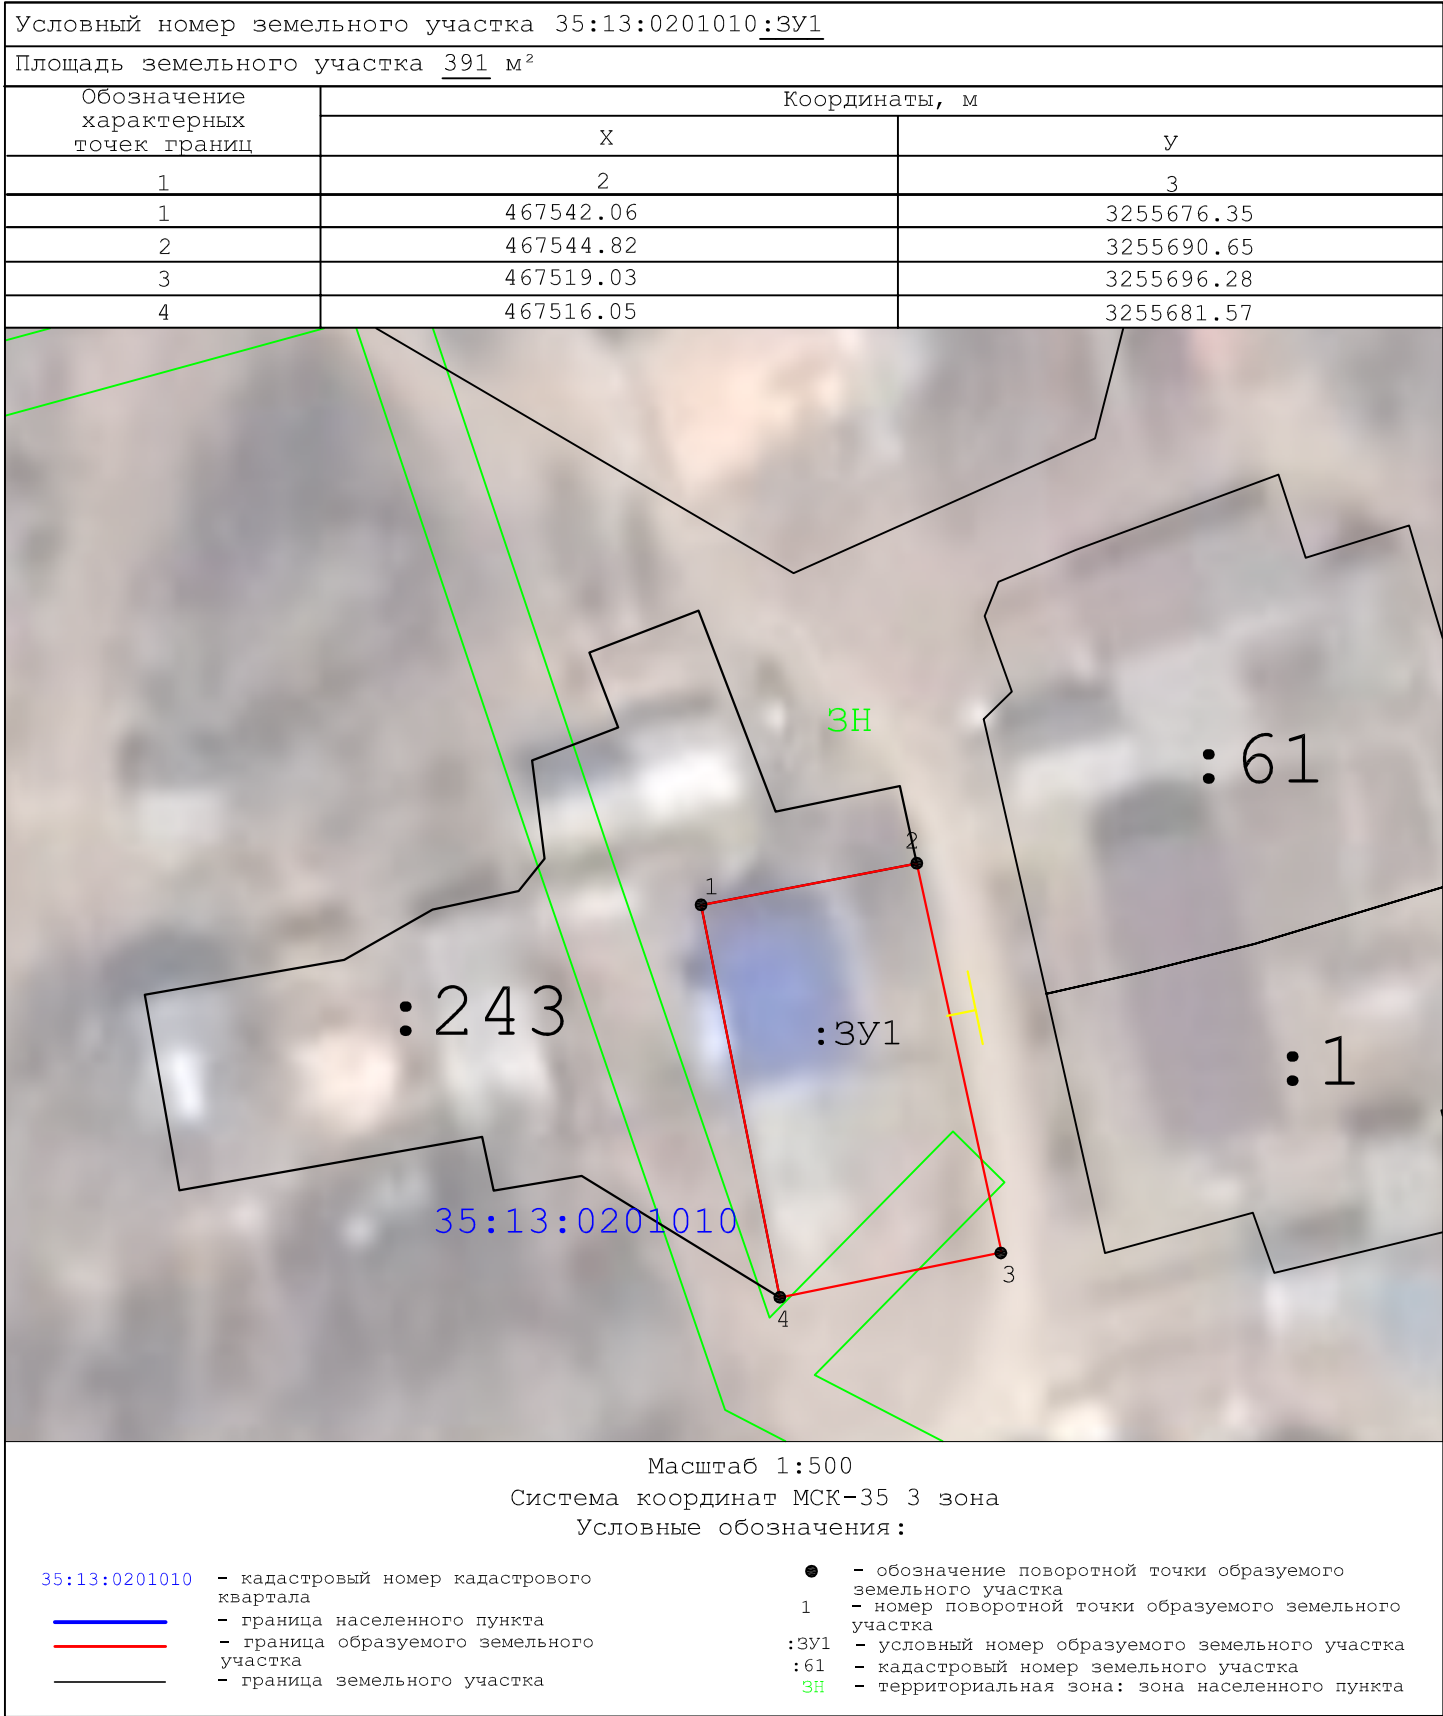 Условный номер земельного участка 35:13:0201010:ЗУ1
Площадь земельного участка 391 м²
Обозначение
характерных
точек границ
Координаты, м
Х
У
1
2
3
1
467542.06
3255676.35
2
467544.82
3255690.65
3
467519.03
3255696.28
4
467516.05
3255681.57
ЗН
:61
2
1
:243
:ЗУ1
:1
35:13:0201010
3
4
Масштаб 1:500
Система координат МСК-35 3 зона
Условные обозначения:
35:13:0201010 - кадастровый номер кадастрового
квартала
- граница населенного пункта
- граница образуемого земельного
участка
- граница земельного участка
- обозначение поворотной точки образуемого
земельного участка
1 - номер поворотной точки образуемого земельного
участка
:ЗУ1 - условный номер образуемого земельного участка
:61 - кадастровый номер земельного участка
ЗН - территориальная зона: зона населенного пункта